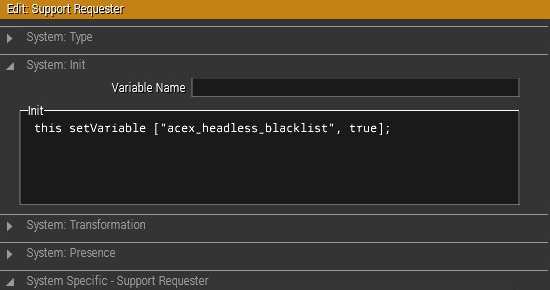 Edit: Support Requester
System: Type
System: Init
Variable Name
Init
this setVariable ["acex_headless_blacklist", true];
System: Transformation
System: Presence
System Specific - Support Requester